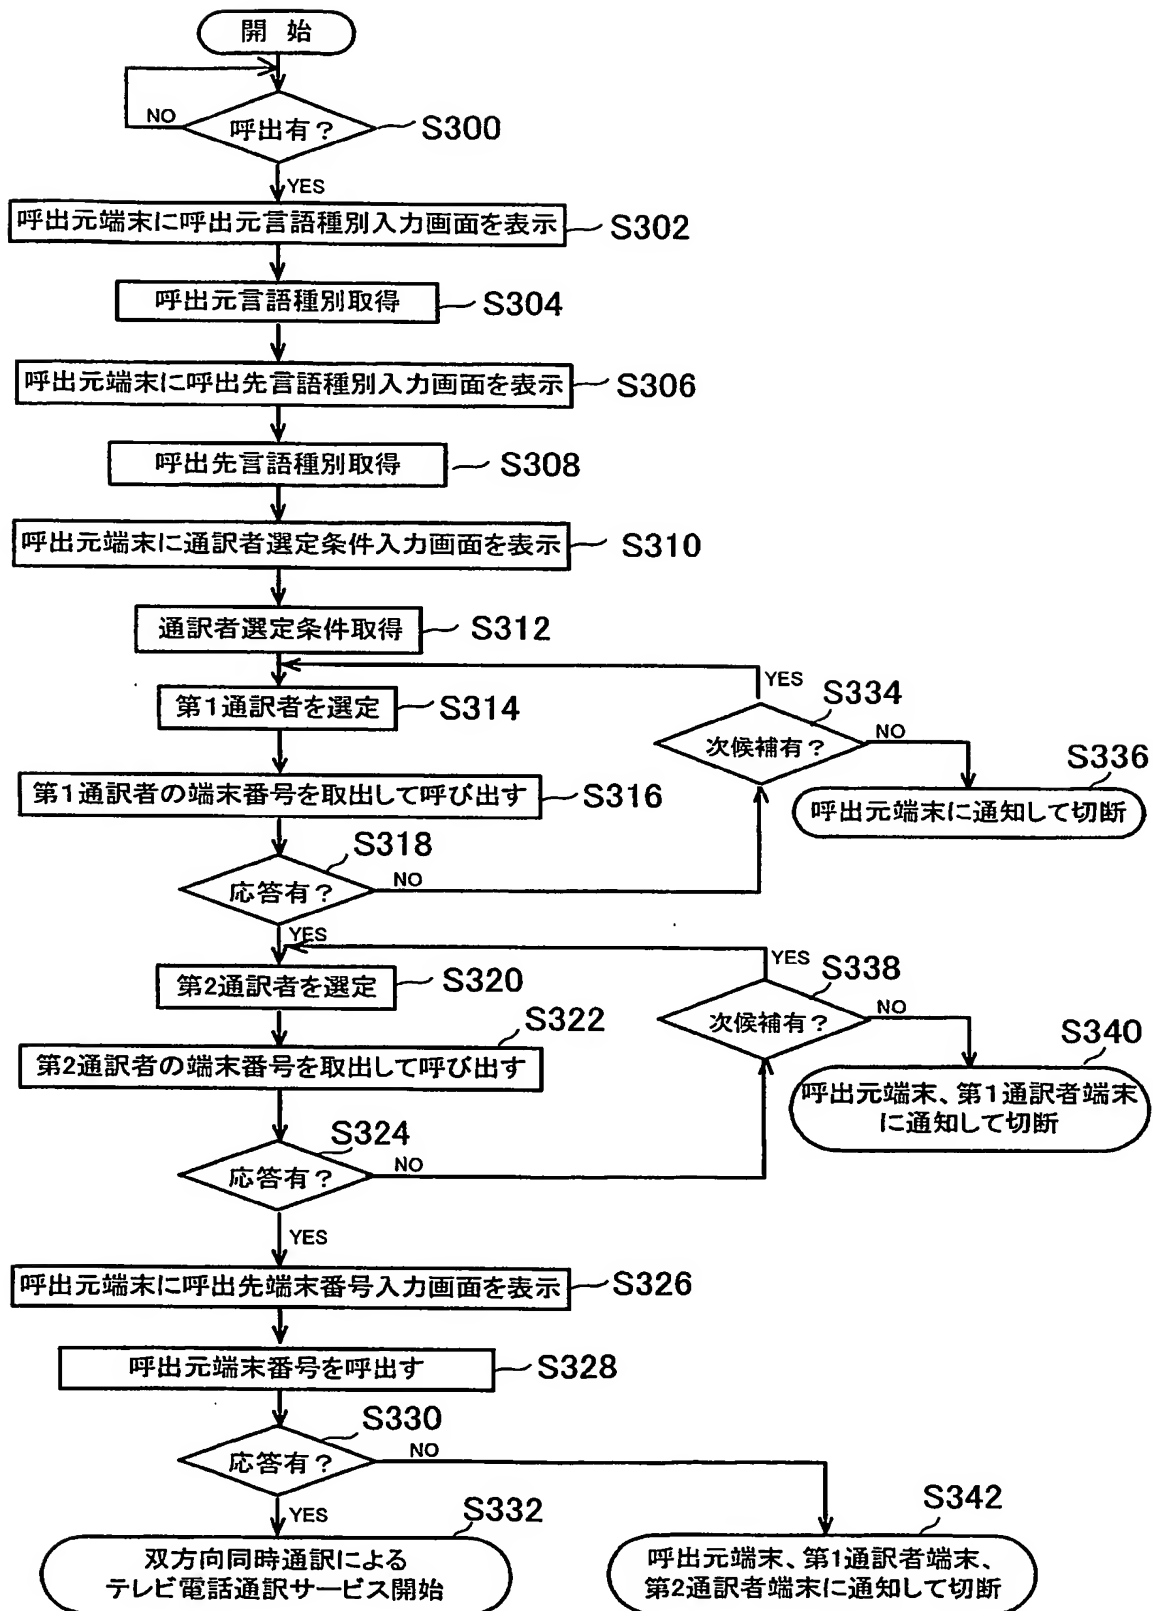 開 始
NO
呼出有?
S300
YES
呼出元端末に呼出元言語種別入力画面を表示
S302
呼出元言語種別取得
S304
呼出元端末に呼出先言語種別入力画面を表示
S306
呼出先言語種別取得
S308
呼出元端末に通訳者選定条件入力画面を表示
S310
通訳者選定条件取得
S312
第1通訳者を選定
S314
YES
S334
次候補有?
NO
S336
呼出元端末に通知して切断
第1通訳者の端末番号を取出して呼び出す
S316
S318
応答有?
NO
YES
第2通訳者を選定
S320
YES
S338
次候補有?
NO
S340
呼出元端末、第1通訳者端末
に通知して切断
S322
第2通訳者の端末番号を取出して呼び出す
S324
応答有?
NO
YES
呼出元端末に呼出先端末番号入力画面を表示
S326
呼出元端末番号を呼出す
S328
S330
応答有?
NO
YES
S332
双方向同時通訳による
テレビ電話通訳サービス開始
S342
呼出元端末、第1通訳者端末、
第2通訳者端末に通知して切断